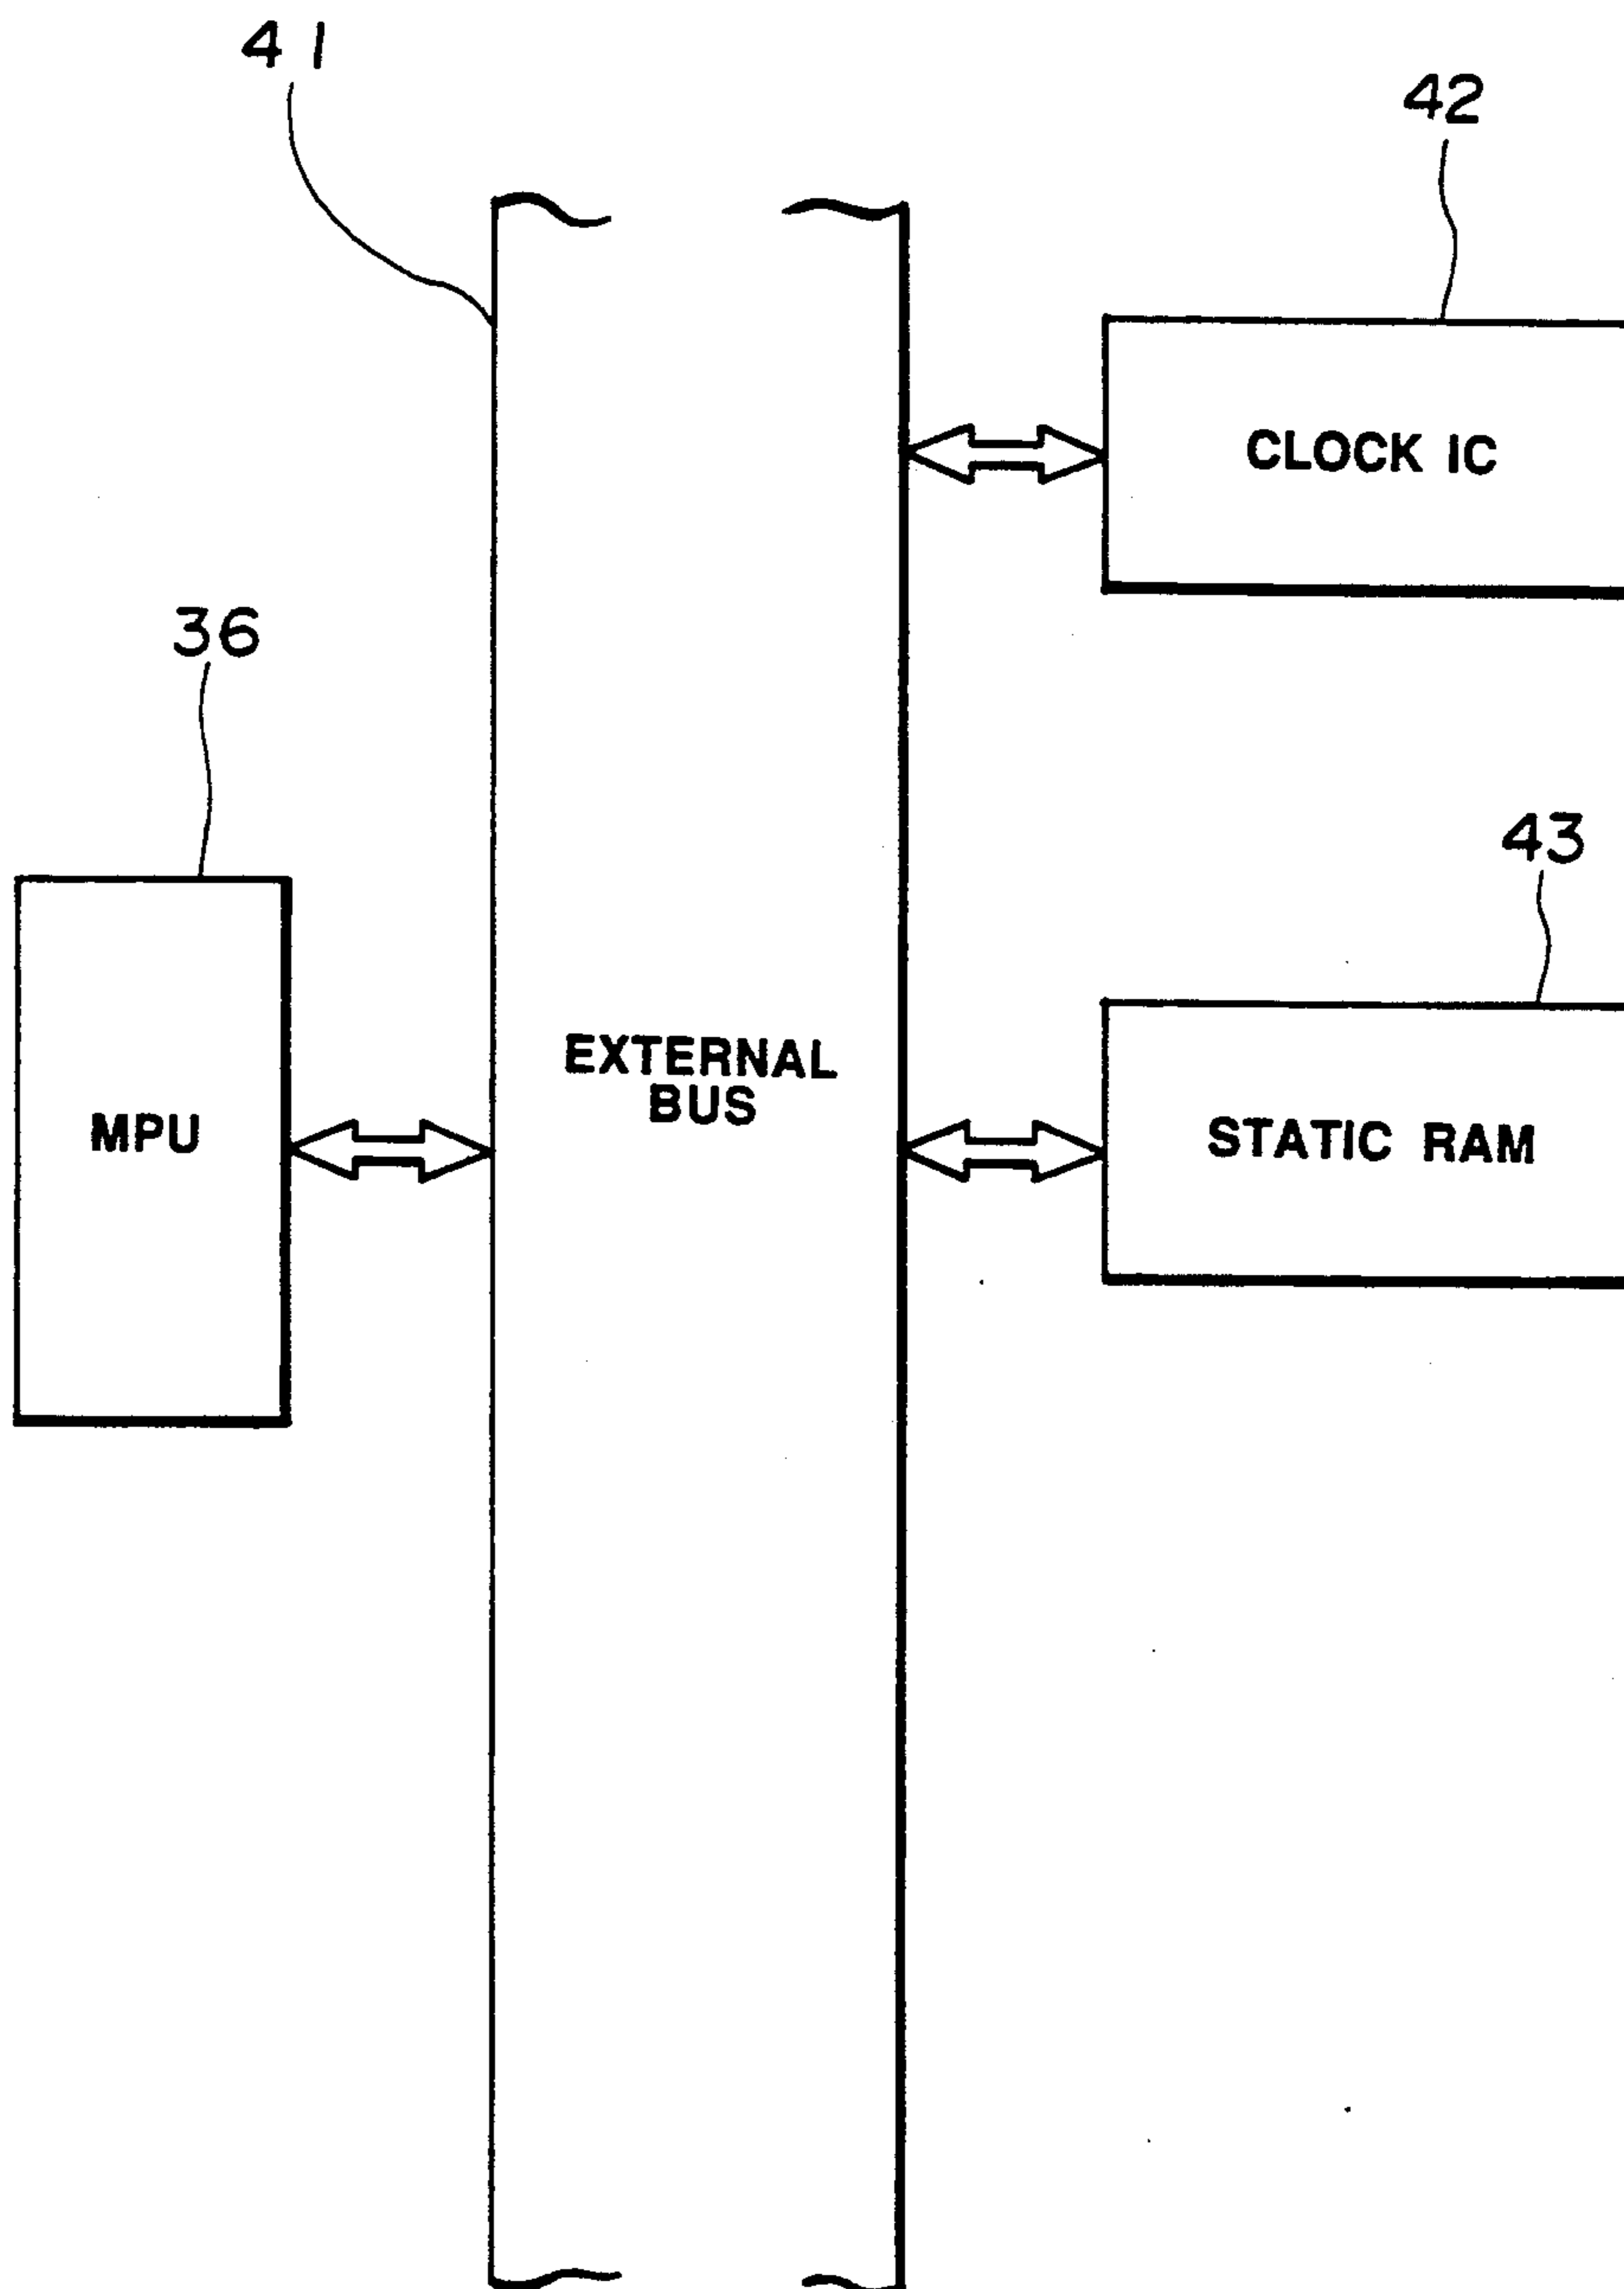 41
42
CLOCK IC
36
43
EXTERNAL
BUS
MPU
STATIC RAM